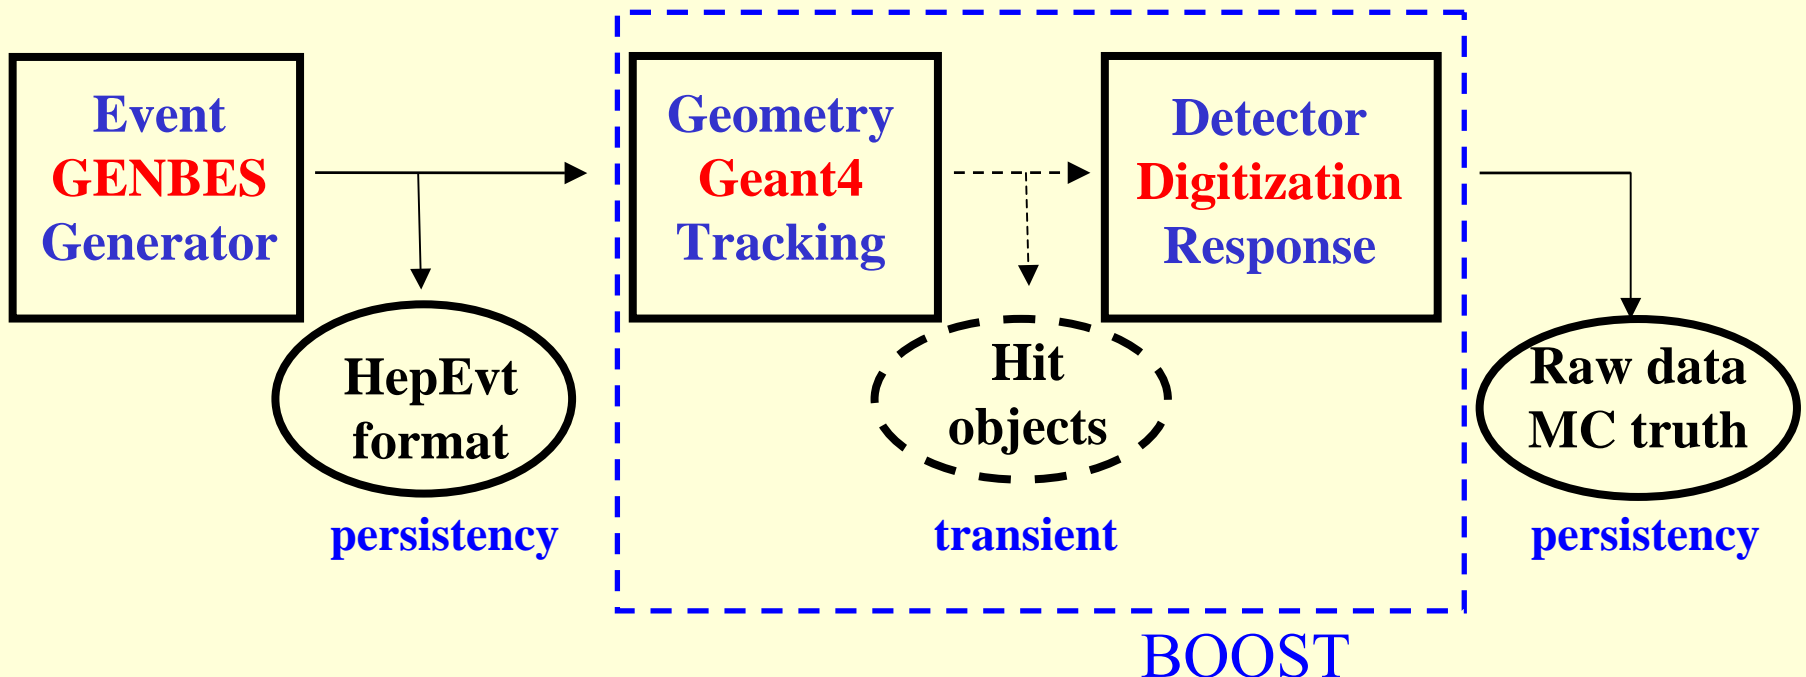 Event
GENBES
Generator
Geometry
Geant4
Tracking
Detector
Digitization
Response
HepEvt
format
Hit
objects
Raw data
MC truth
persistency
transient
persistency
BOOST